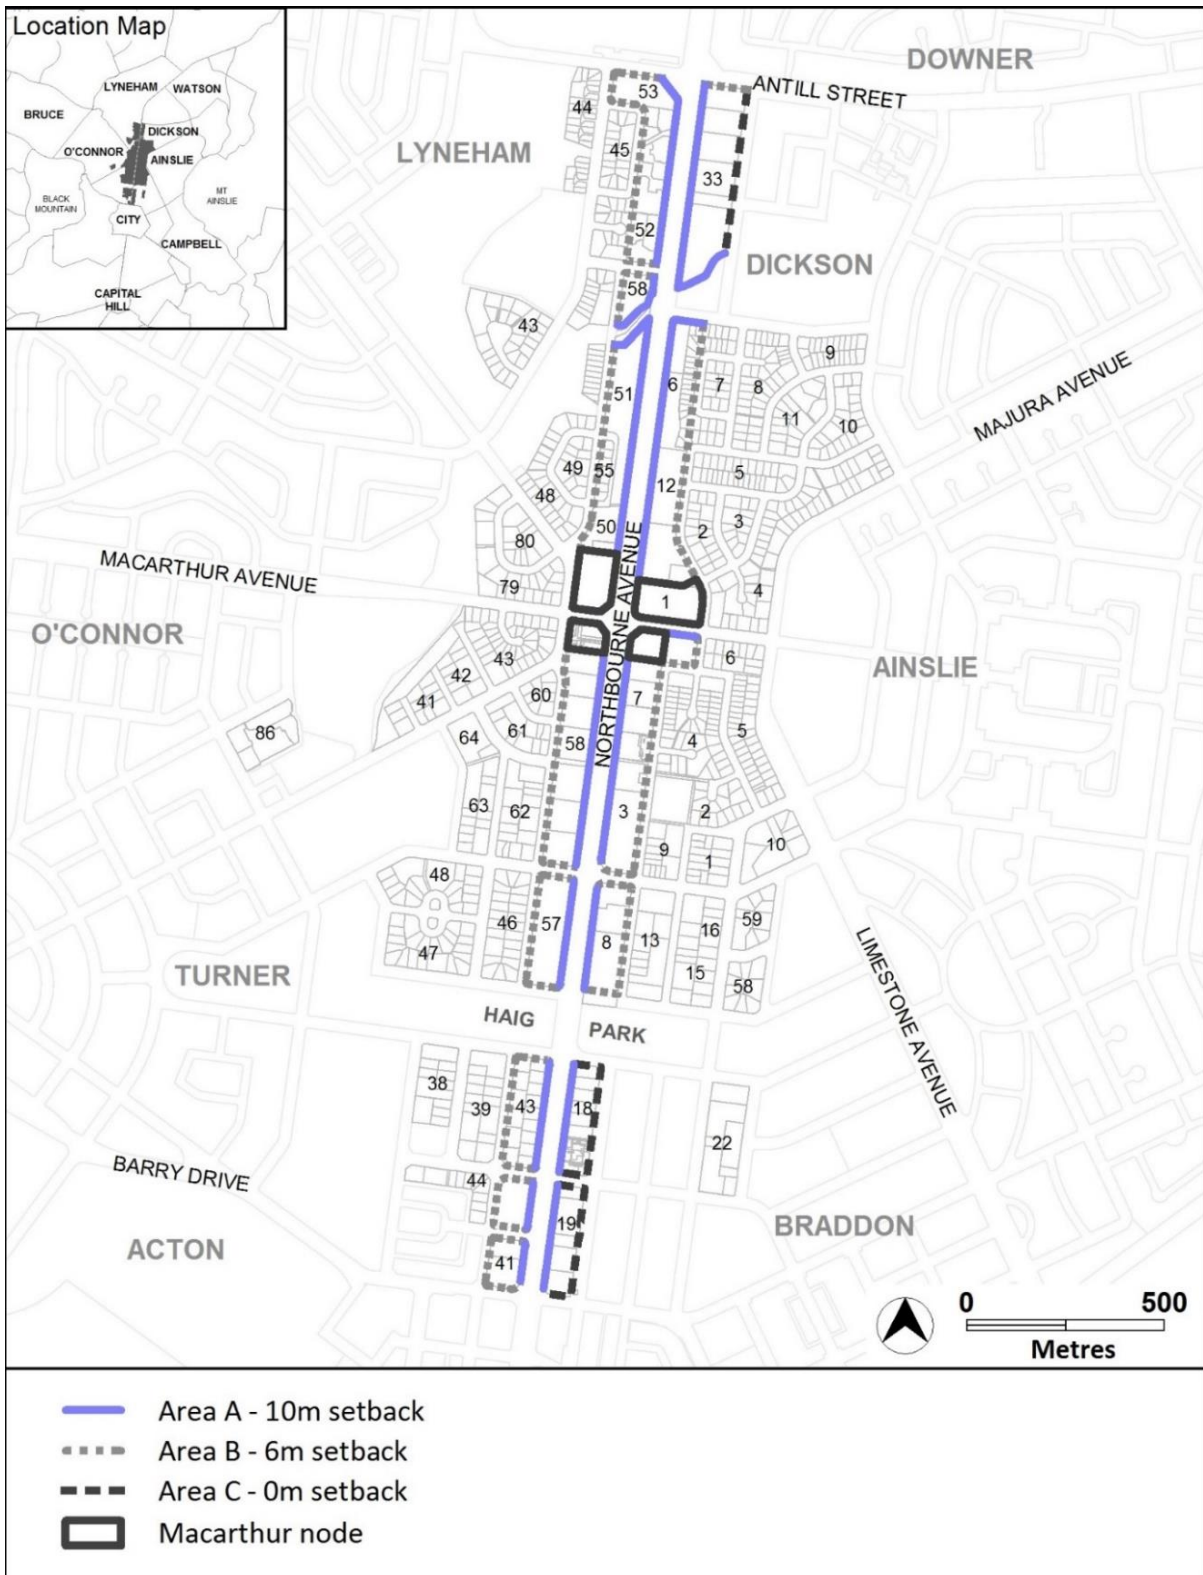 Location Map
LYNEHAM
WATSON
BRUCE
DICKSON
O'CONNOR
AINSLIE
BLACK
MOUNTAIN
MT
AINSLIE
CITY
CAMPBELL
CAPITAL
HILL
DOWNER
ANTILL STREET
53
44
LYNEHAM
45
33
52
DICKSON
58
43
9
51
6
7
8
MAJURA AVENUE
11
10
49
55
5
12
48
50
3
2
80
MACARTHUR AVENUE
79
4
1
NORTHBOURNE AVENUE
O'CONNOR
43
6
AINSLIE
42
60
7
41
86
64
61
58
4
5
63
62
3
2
9
1
10
48
57
46
8
13
16
59
LIMESTONE AVENUE
47
TURNER
15
58
HAIG
PARK
38
39
43
18
22
BARRY DRIVE
44
19
BRADDON
ACTON
41
0
500
Metres
Area A - 10m setback
Area B - 6m setback
Area C - 0m setback
Macarthur node